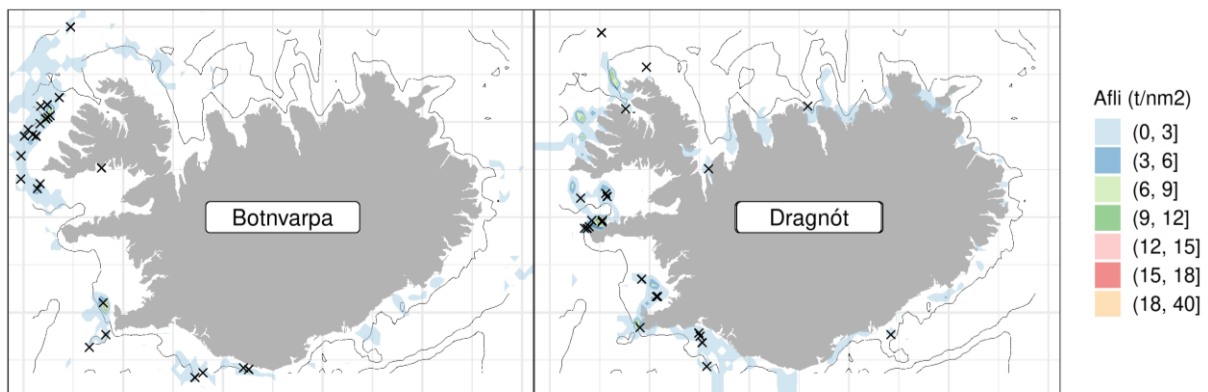 Botnvarpa
Dragnót
Afli (t/nm2)
(0, 3]
(3, 6]
(6, 9]
(9, 12]
(12, 15]
(15, 18]
(18, 40]